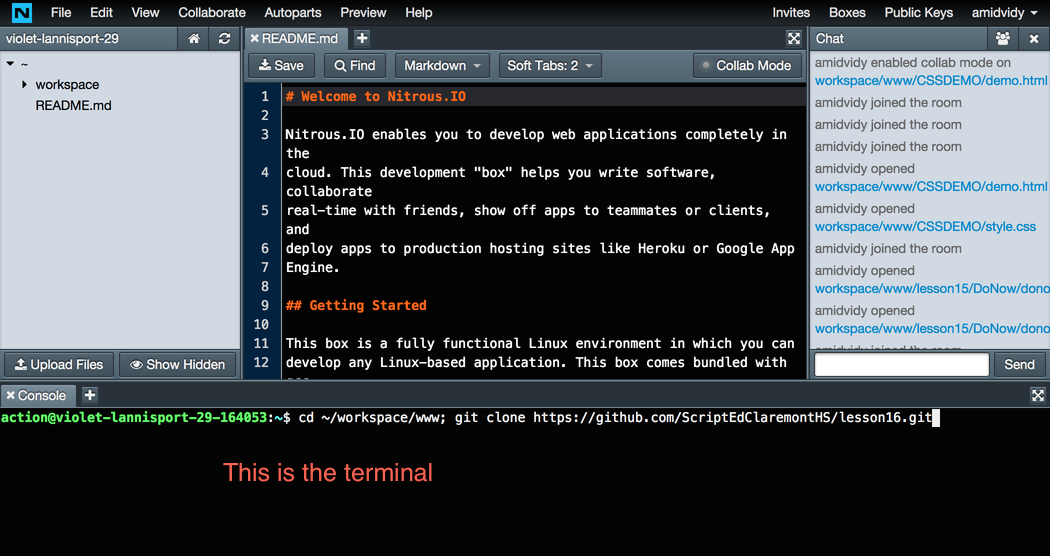 N File Edit View Collaborate Autoparts Preview Help Invites Boxes Public Keys amidvidy
violet-lannisport-29
~
workspace
README.md
Upload Files Show Hidden
README.md
Save Find Markdown Soft Tabs: 2 Collab Mode
1 # Welcome to Nitrous.IO
2
3 Nitrous.IO enables you to develop web applications completely in
the
4 cloud. This development "box" helps you write software,
collaborate
5 real-time with friends, show off apps to teammates or clients,
and
6 deploy apps to production hosting sites like Heroku or Google App
7 Engine.
8
9 ## Getting Started
10
11 This box is a fully functional Linux environment in which you can
12 develop any Linux-based application. This box comes bundled with
Chat
amidvidy enabled collab mode on
workspace/www/CSSDEMO/demo.html
amidvidy joined the room
amidvidy joined the room
amidvidy joined the room
amidvidy opened
workspace/www/CSSDEMO/demo.html
amidvidy opened
workspace/www/CSSDEMO/style.css
amidvidy joined the room
amidvidy opened
workspace/www/lesson15/DoNow/dono
amidvidy opened
workspace/www/lesson15/DoNow/dono
amidvidy joined the room
Send
Console
action@violet-lannisport-29-164053:~$ cd ~/workspace/www; git clone https://github.com/ScriptEdClaremontHS/lesson16.git
This is the terminal